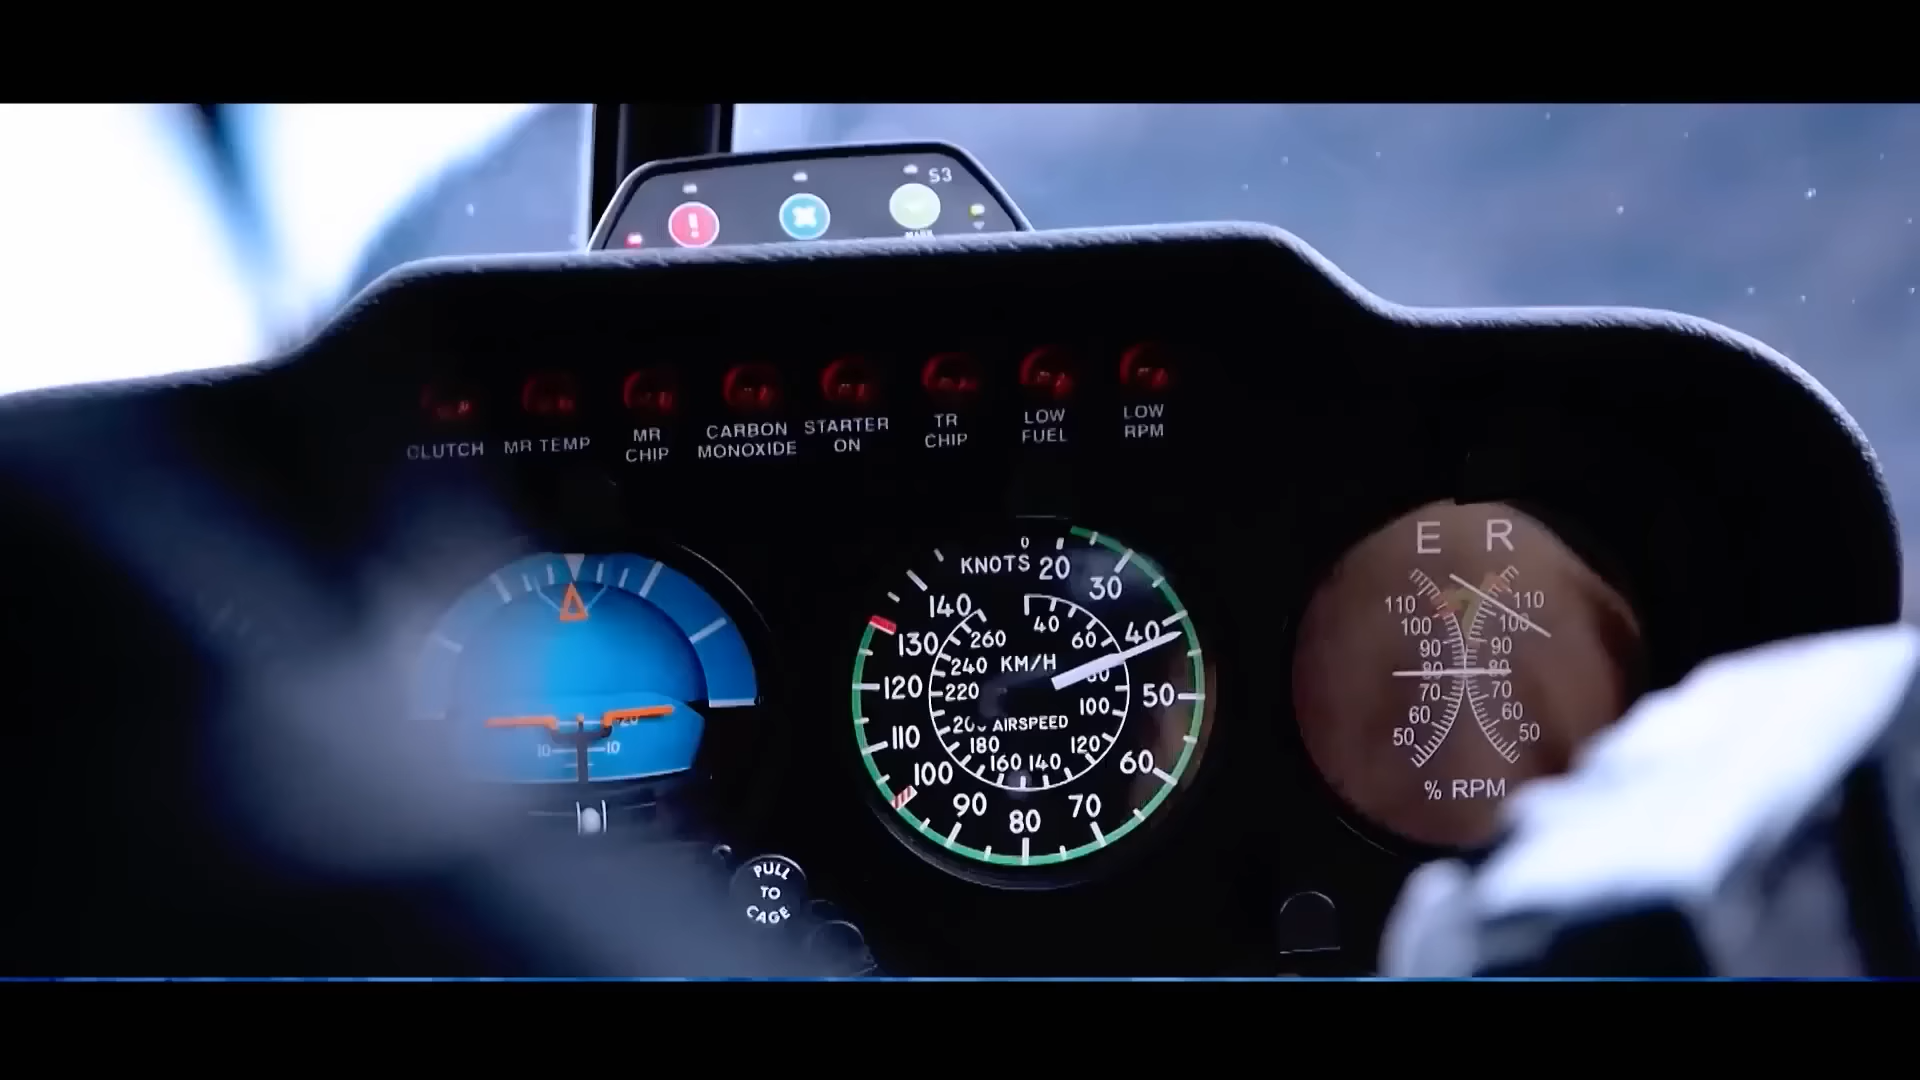 S3
MARK
CLUTCH
MR TEMP
MR
CHIP
CARBON
MONOXIDE
STARTER
ON
TR
CHIP
LOW
FUEL
LOW
RPM
20
10 10
PULL
TO
CAGE
0
KNOTS 20
30
40
50
60
70
80
90
100
110
120
130
140
40
60
80
100
120
140
160
180
220
240 KM/H
260
AIRSPEED
E R
110 110
100 100
90 90
80 80
70 70
60 60
50 50
% RPM